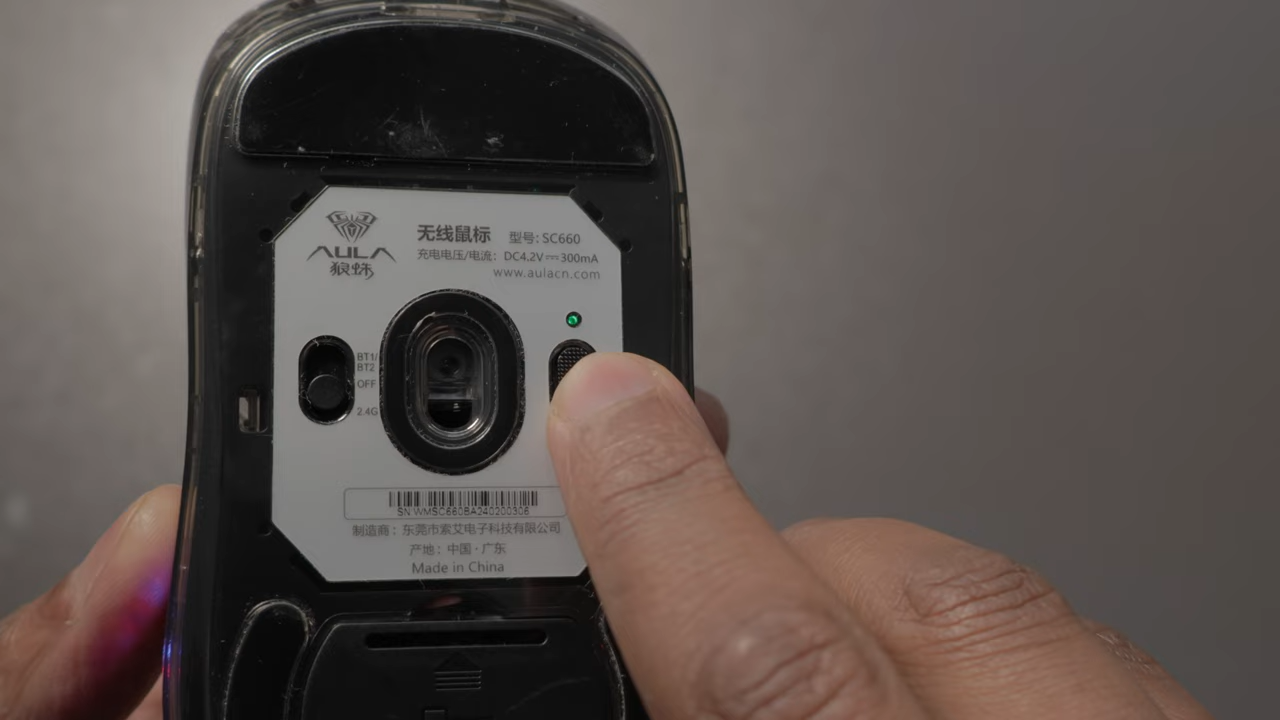 无线鼠标 型号: SC660
AULA
狼蛛
充电电压/电流: DC4.2V⎓300mA
www.aulacn.com
BT1/
BT2
OFF
2.4G
SN:WMSC660BA240200306
制造商: 东莞市索艾电子科技有限公司
产地: 中国·广东
Made in China